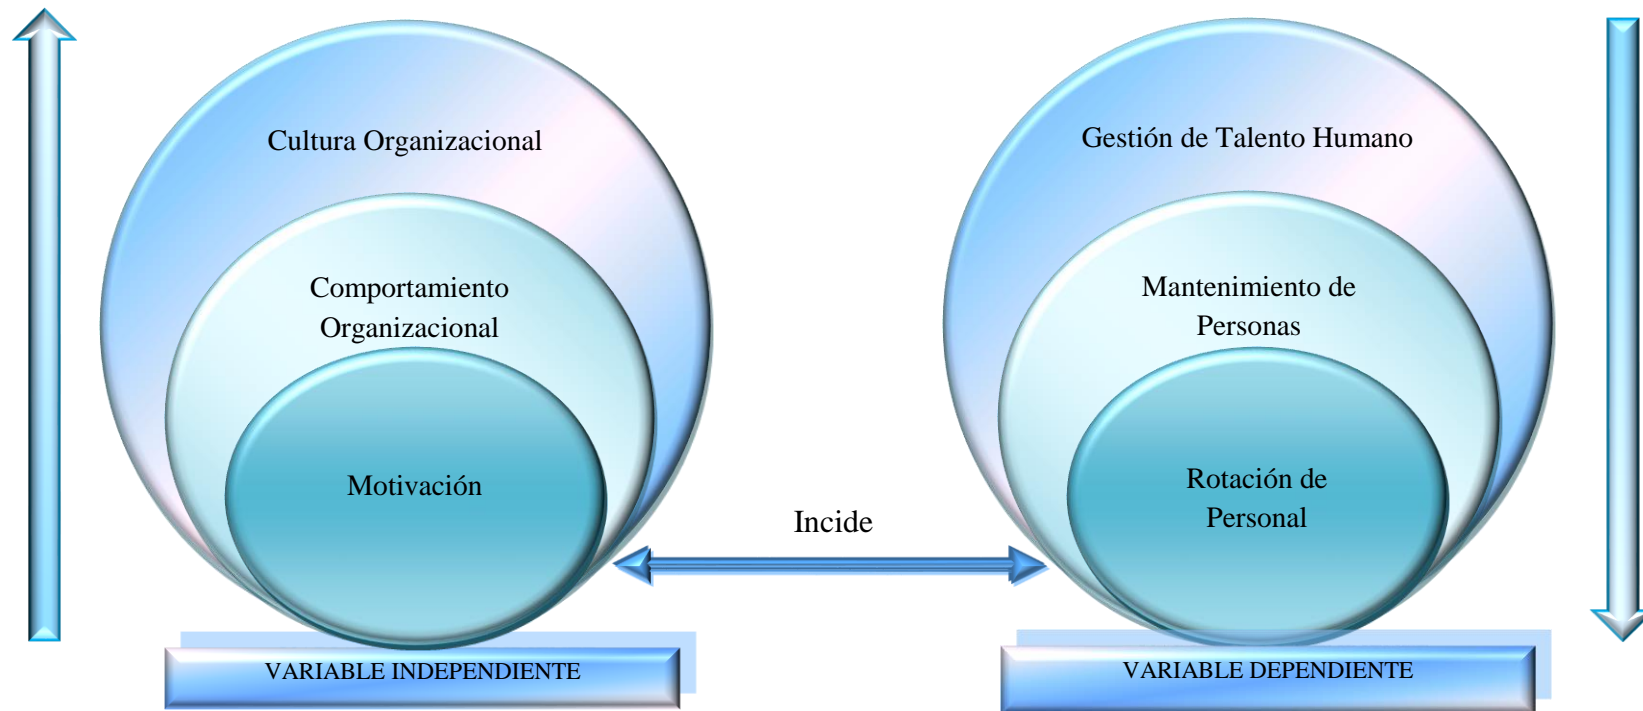 Cultura Organizacional
Comportamiento
Organizacional
Motivación
VARIABLE INDEPENDIENTE
Incide
Gestión de Talento Humano
Mantenimiento de
Personas
Rotación de
Personal
VARIABLE DEPENDIENTE